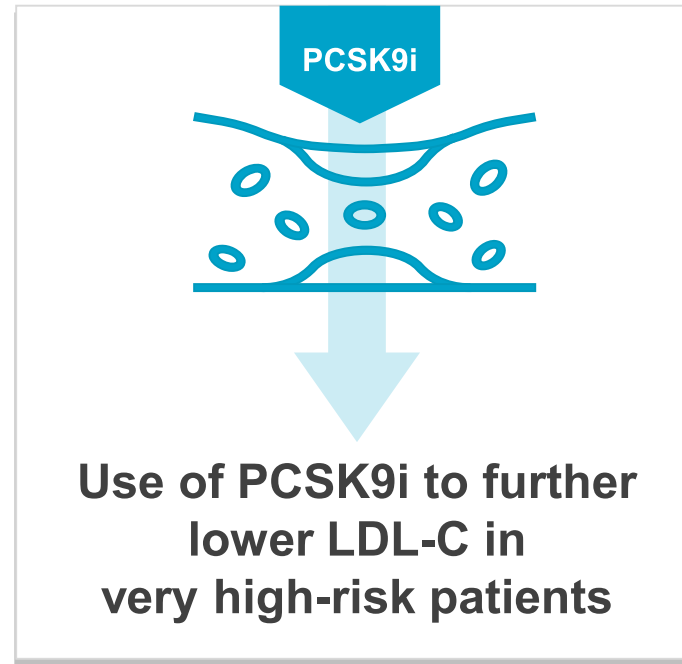 PCSK9i
Use of PCSK9i to further
lower LDL-C in
very high-risk patients